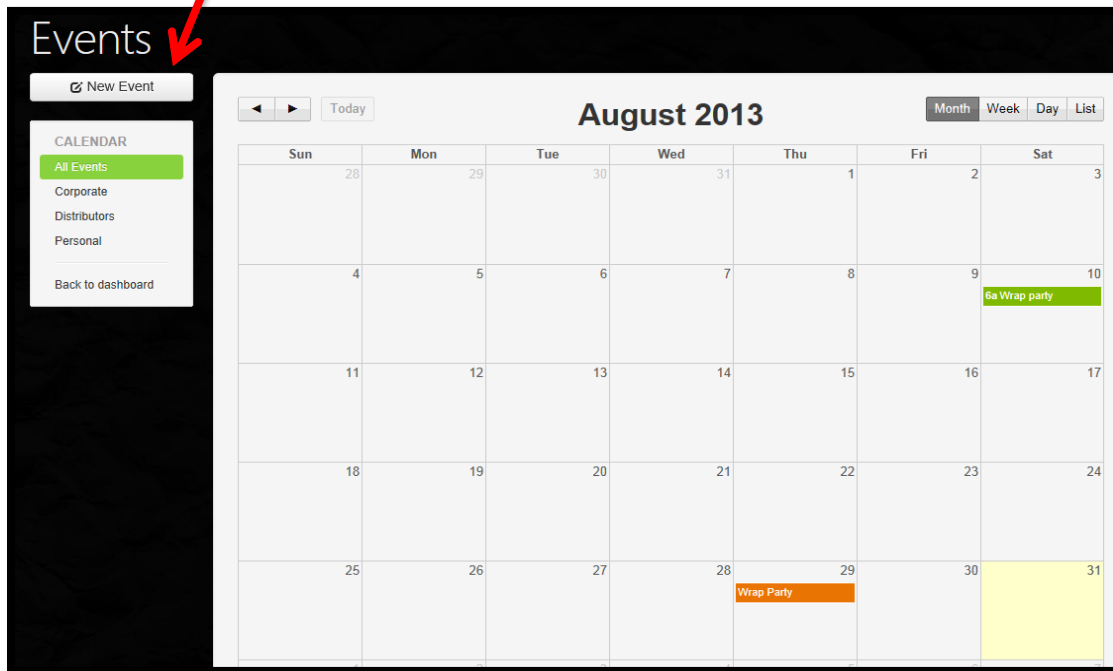 Events
New Event
CALENDAR
All Events
Corporate
Distributors
Personal
Back to dashboard
◄ ► Today
August 2013
Month Week Day List
Sun Mon Tue Wed Thu Fri Sat
28 29 30 31 1 2 3
4 5 6 7 8 9 10
6a Wrap party
11 12 13 14 15 16 17
18 19 20 21 22 23 24
25 26 27 28 29 30 31
Wrap Party